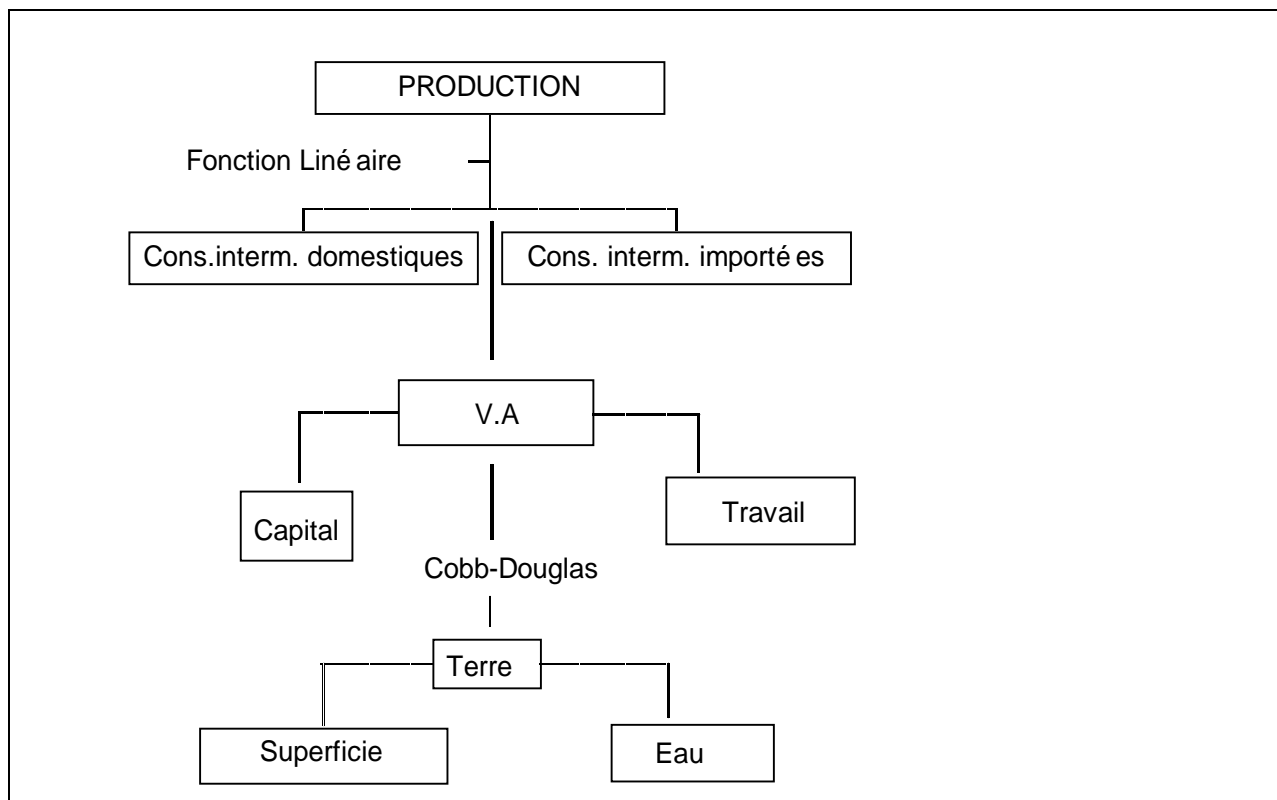 PRODUCTION
Fonction Liné aire
Cons.interm. domestiques
Cons. interm. importé es
V.A
Capital
Travail
Cobb-Douglas
Terre
Superficie
Eau